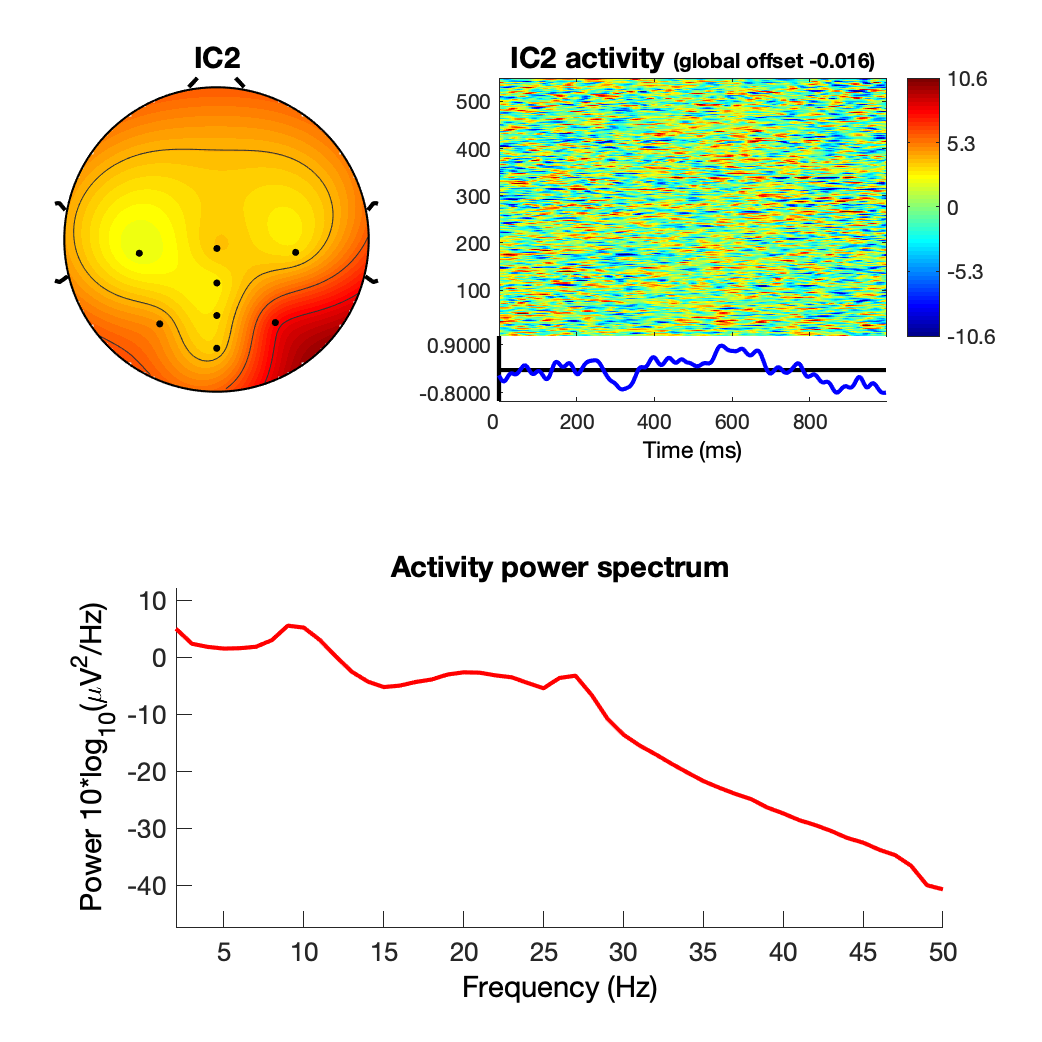 IC2
IC2 activity (global offset -0.016)
500
400
300
200
100
10.6
5.3
0
-5.3
-10.6
0.9000
-0.8000
0 200 400 600 800
Time (ms)
Activity power spectrum
Power 10*log10(μV2/Hz)
10
0
-10
-20
-30
-40
5 10 15 20 25 30 35 40 45 50
Frequency (Hz)